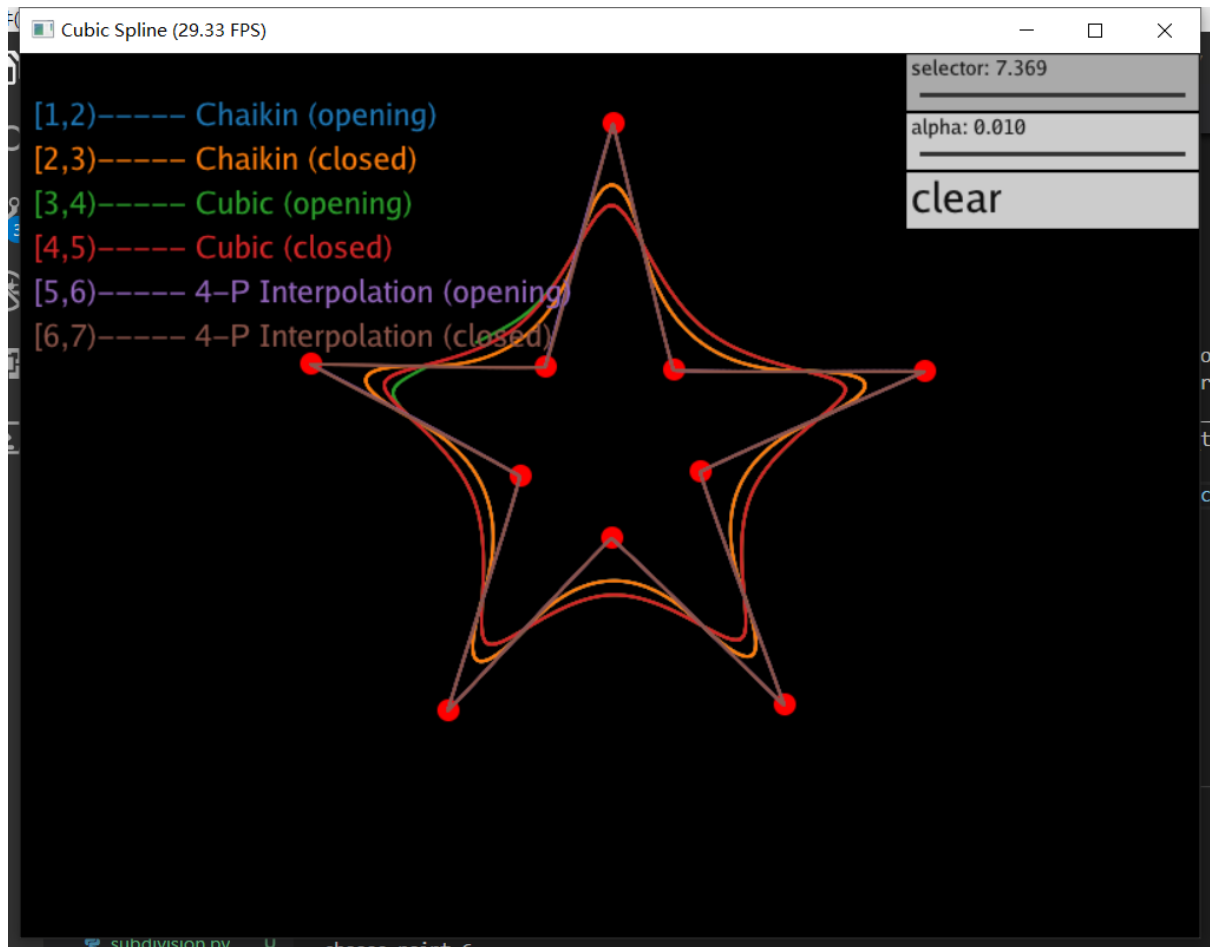 Cubic Spline (29.33 FPS)
selector: 7.369
alpha: 0.010
clear
[1,2)----- Chaikin (opening)
[2,3)----- Chaikin (closed)
[3,4)----- Cubic (opening)
[4,5)----- Cubic (closed)
[5,6)----- 4-P Interpolation (opening)
[6,7)----- 4-P Interpolation (closed)
subdivision.py U